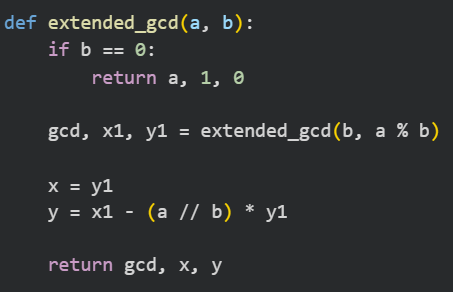 def extended_gcd(a, b):
    if b == 0:
        return a, 1, 0

    gcd, x1, y1 = extended_gcd(b, a % b)

    x = y1
    y = x1 - (a // b) * y1

    return gcd, x, y